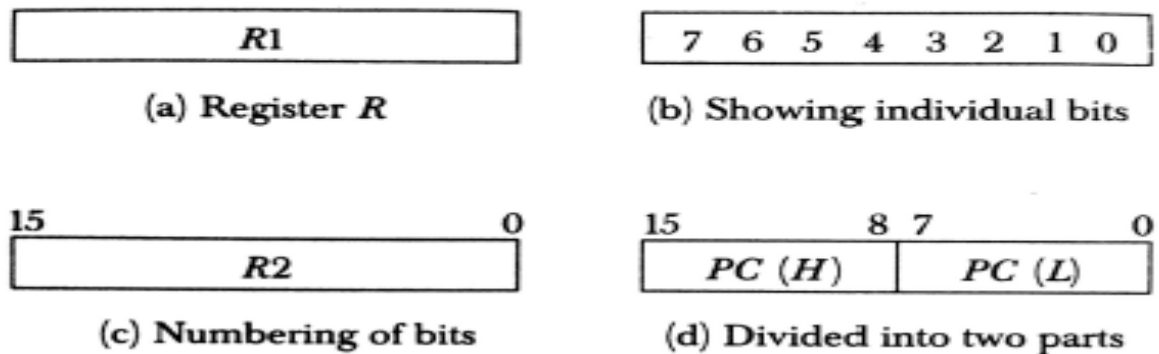 R1
7 6 5 4 3 2 1 0
(a) Register R
(b) Showing individual bits
15 0
15 8 7 0
R2
PC (H) PC (L)
(c) Numbering of bits
(d) Divided into two parts